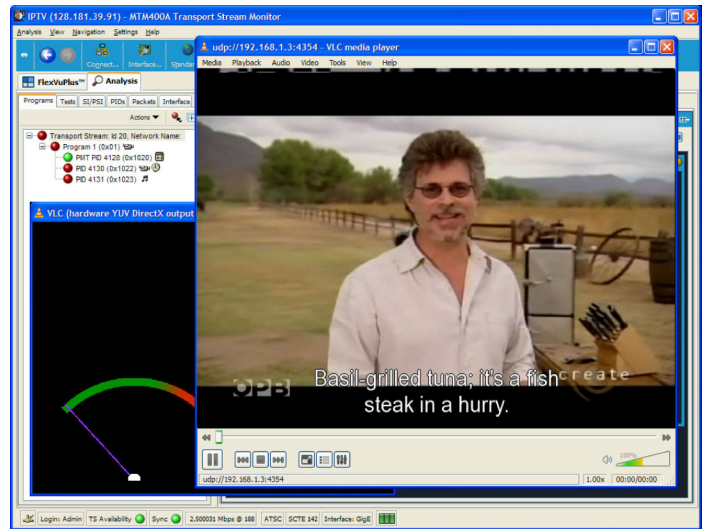 IPTV (128.181.39.91) - MTM400A Transport Stream Monitor
Analysis View Navigation Settings Help
Connect... Interface...
FlexVuPlus™ Analysis
Programs Tests SI/PSI PIDs Packets Interface
Actions
Transport Stream: id 20, Network Name:
Program 1 (0x01)
PMT PID 4128 (0x1020)
PID 4130 (0x1022)
PID 4131 (0x1023)
VLC (hardware YUV DirectX output
udp://192.168.1.3:4354 - VLC media player
Media Playback Audio Video Tools View Help
OPB
create
Basil-grilled tuna; it's a fish
steak in a hurry.
100%
udp://192.168.1.3:4354
1.00x 00:00/00:00
Login: Admin TS Availability Sync 2.500031 Mbps @ 188 ATSC SCTE 142 Interface: GigE